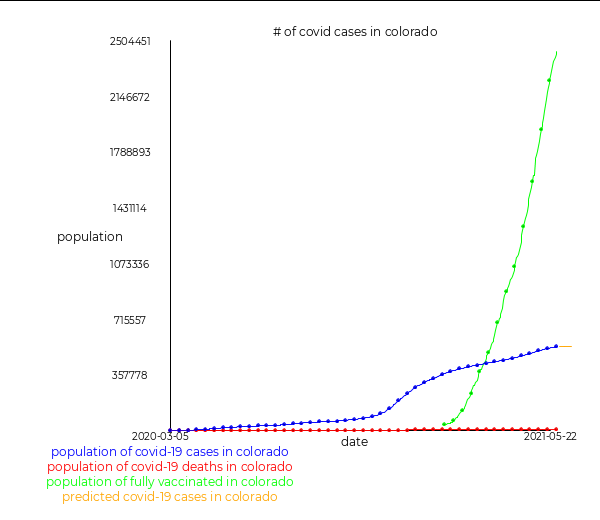 # of covid cases in colorado
2504451
2146672
1788893
1431114
population
1073336
715557
357778
2020-03-05
date
2021-05-22
population of covid-19 cases in colorado
population of covid-19 deaths in colorado
population of fully vaccinated in colorado
predicted covid-19 cases in colorado